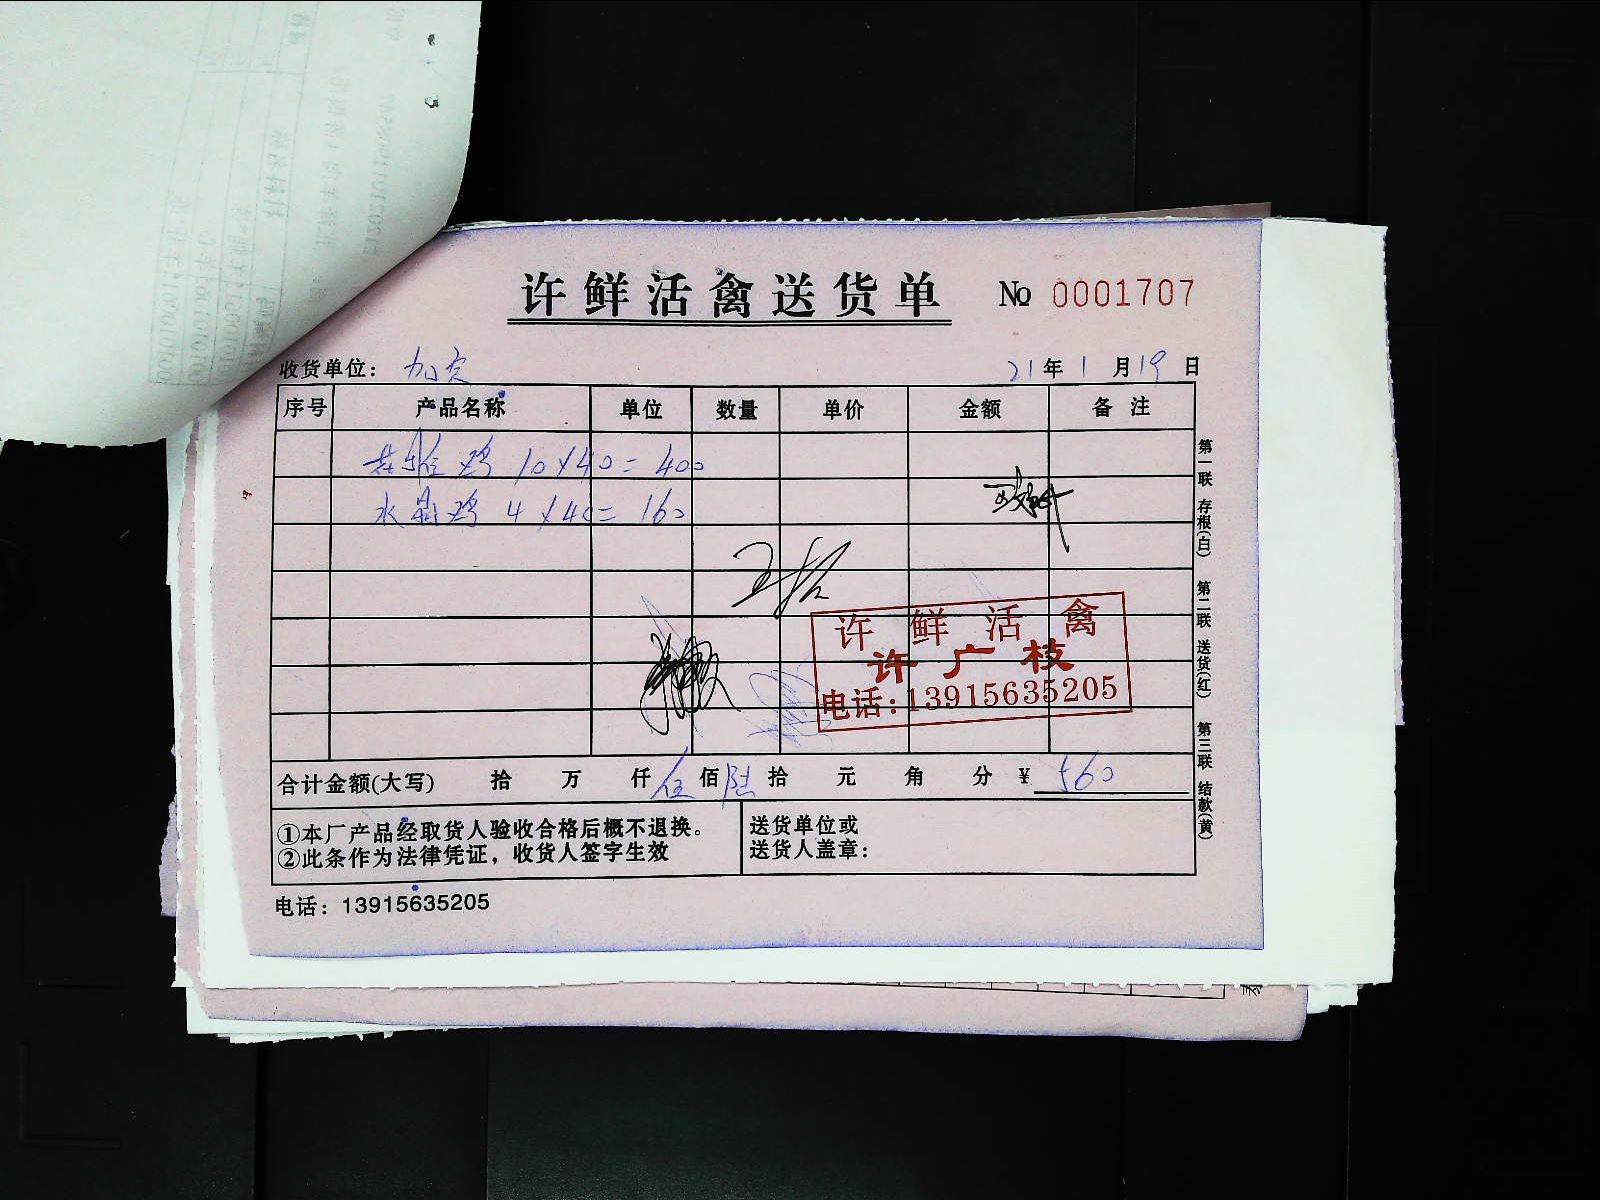 许鲜活禽送货单 № 0001707
收货单位： 加宾 21年1月19日
序号 产品名称 单位 数量 单价 金额 备注
鸡 10×40=400
水晶鸡 4×40=160
许鲜活禽
许广枝
电话:13915635205
合计金额(大写) 拾 万 仟 伍佰 陆拾 元 角 分 ¥ 560
①本厂产品经取货人验收合格后概不退换。
②此条作为法律凭证，收货人签字生效
送货单位或
送货人盖章：
电话：13915635205
第一联 存根(白) 第二联 送货(红) 第三联 结款(黄)